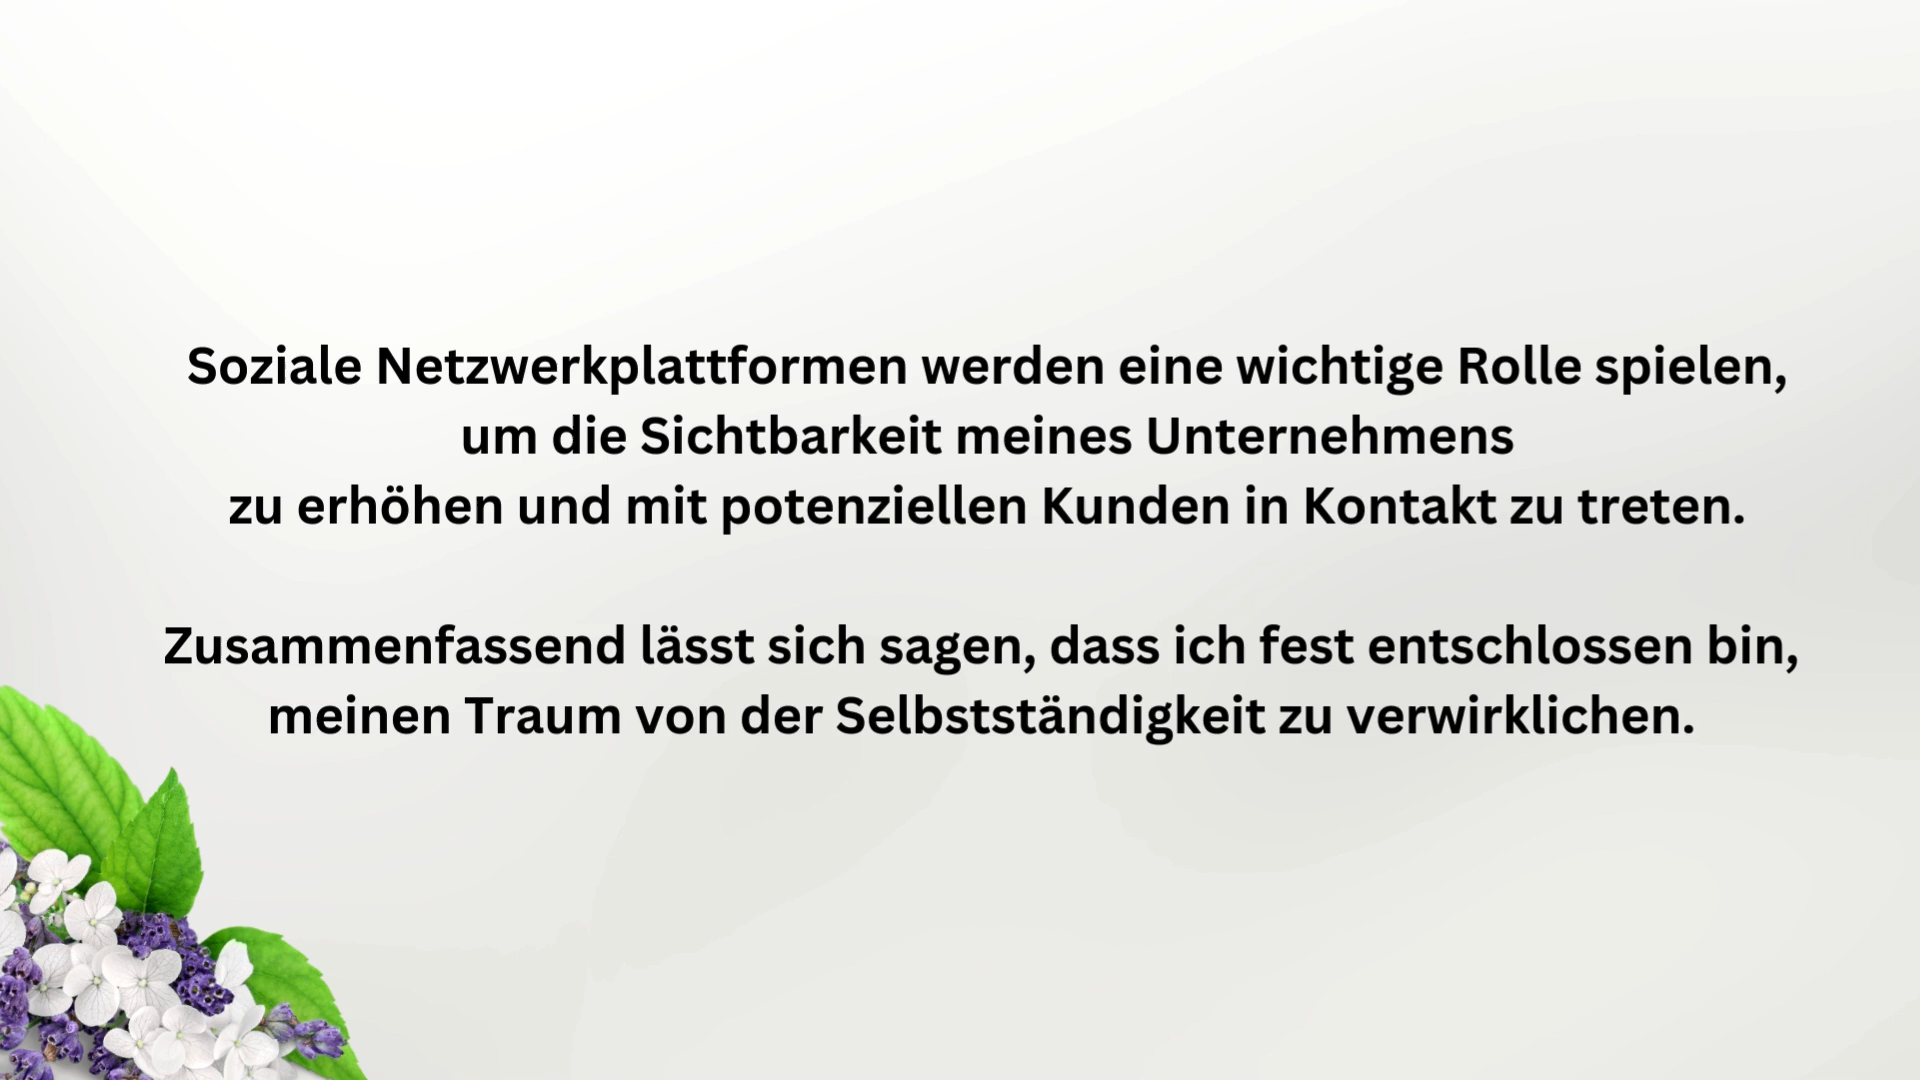 Soziale Netzwerkplattformen werden eine wichtige Rolle spielen,
um die Sichtbarkeit meines Unternehmens
zu erhöhen und mit potenziellen Kunden in Kontakt zu treten.
Zusammenfassend lässt sich sagen, dass ich fest entschlossen bin,
meinen Traum von der Selbstständigkeit zu verwirklichen.